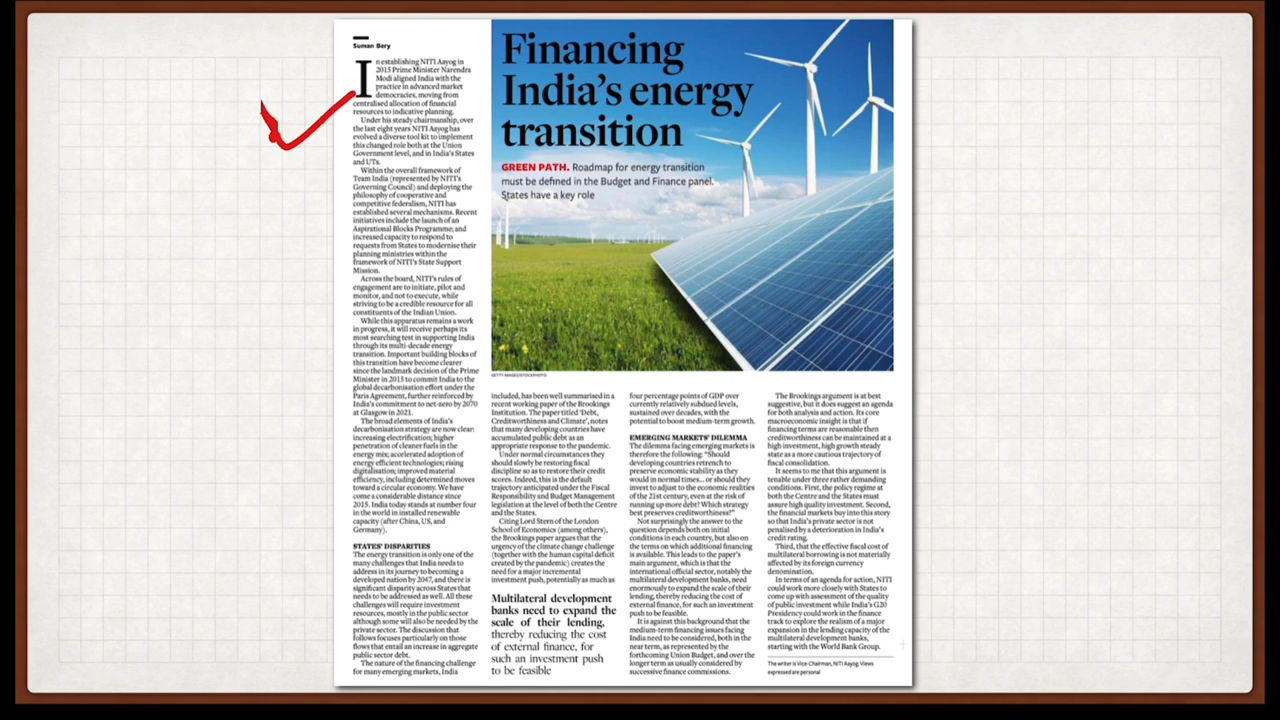 Suman Bery
Financing
India's energy
transition
GREEN PATH. Roadmap for energy transition
must be defined in the Budget and Finance panel.
States have a key role
In establishing NITI Aayog in
2015 Prime Minister Narendra
Modi aligned India with the
practice in advanced market
democracies, moving from
centralised allocation of financial
resources to indicative planning.
Under his steady chairmanship, over
the last eight years NITI Aayog has
evolved a diverse tool kit to implement
this changed role both at the Union
Government level, and in India's States
and UTs.
Within the overall framework of
Team India (represented by NITI's
Governing Council) and deploying the
philosophy of cooperative and
competitive federalism, NITI has
established several mechanisms. Recent
initiatives include the launch of an
Aspirational Blocks Programme; and
increased capacity to respond to
requests from States to modernise their
planning ministries within the
framework of NITI's State Support
Mission.
Across the board, NITI's rules of
engagement are to initiate, pilot and
monitor, and not to execute, while
striving to be a credible resource for all
constituents of the Indian Union.
While this apparatus remains a work
in progress, it will receive perhaps its
most searching test in supporting India
through its multi-decade energy
transition. Important building blocks of
this transition have become clearer
since the landmark decision of the Prime
Minister in 2015 to commit India to the
global decarbonisation effort under the
Paris Agreement, further reinforced by
India's commitment to net-zero by 2070
at Glasgow in 2021.
The broad elements of India's
decarbonisation strategy are now clear:
increasing electrification; higher
penetration of cleaner fuels in the
energy mix; accelerated adoption of
energy efficient technologies; rising
digitalisation; improved material
efficiency, including determined moves
toward a circular economy. We have
come a considerable distance since
2015. India today stands at number four
in the world in installed renewable
capacity (after China, US, and
Germany).
STATES' DISPARITIES
The energy transition is only one of the
many challenges that India needs to
address in its journey to becoming a
developed nation by 2047, and there is
significant disparity across States that
needs to be addressed as well. All these
challenges will require investment
resources, mostly in the public sector
although some will also be needed by the
private sector. The discussion that
follows focuses particularly on those
flows that entail an increase in aggregate
public sector debt.
The nature of the financing challenge
for many emerging markets, India
GETTY IMAGES/ISTOCKPHOTO
included, has been well summarised in a
recent working paper of the Brookings
Institution. The paper titled 'Debt,
Creditworthiness and Climate', notes
that many developing countries have
accumulated public debt as an
appropriate response to the pandemic.
Under normal circumstances they
should slowly be restoring fiscal
discipline so as to restore their credit
scores. Indeed, this is the default
trajectory anticipated under the Fiscal
Responsibility and Budget Management
legislation at the level of both the Centre
and the States.
Citing Lord Stern of the London
School of Economics (among others),
the Brookings paper argues that the
urgency of the climate change challenge
(together with the human capital deficit
created by the pandemic) creates the
need for a major incremental
investment push, potentially as much as
Multilateral development
banks need to expand the
scale of their lending,
thereby reducing the cost
of external finance, for
such an investment push
to be feasible
four percentage points of GDP over
currently relatively subdued levels,
sustained over decades, with the
potential to boost medium-term growth.
EMERGING MARKETS' DILEMMA
The dilemma facing emerging markets is
therefore the following: "Should
developing countries retrench to
preserve economic stability as they
would in normal times... or should they
invest to adjust to the economic realities
of the 21st century, even at the risk of
running up more debt? Which strategy
best preserves creditworthiness?"
Not surprisingly the answer to the
question depends both on initial
conditions in each country, but also on
the terms on which additional financing
is available. This leads to the paper's
main argument, which is that the
international official sector, notably the
multilateral development banks, need
enormously to expand the scale of their
lending, thereby reducing the cost of
external finance, for such an investment
push to be feasible.
It is against this background that the
medium-term financing issues facing
India need to be considered, both in the
near term, as represented by the
forthcoming Union Budget, and over the
longer term as usually considered by
successive finance commissions.
The Brookings argument is at best
suggestive, but it does suggest an agenda
for both analysis and action. Its core
macroeconomic insight is that if
financing terms are reasonable then
creditworthiness can be maintained at a
high investment, high growth steady
state as a more cautious trajectory of
fiscal consolidation.
It seems to me that this argument is
tenable under three rather demanding
conditions. First, the policy regime at
both the Centre and the States must
assure high quality investment. Second,
the financial markets buy into this story
so that India's private sector is not
penalised by a deterioration in India's
credit rating.
Third, that the effective fiscal cost of
multilateral borrowing is not materially
affected by its foreign currency
denomination.
In terms of an agenda for action, NITI
could work more closely with States to
come up with assessment of the quality
of public investment while India's G20
Presidency could work in the finance
track to explore the realism of a major
expansion in the lending capacity of the
multilateral development banks,
starting with the World Bank Group.
The writer is Vice-Chairman, NITI Aayog. Views
expressed are personal